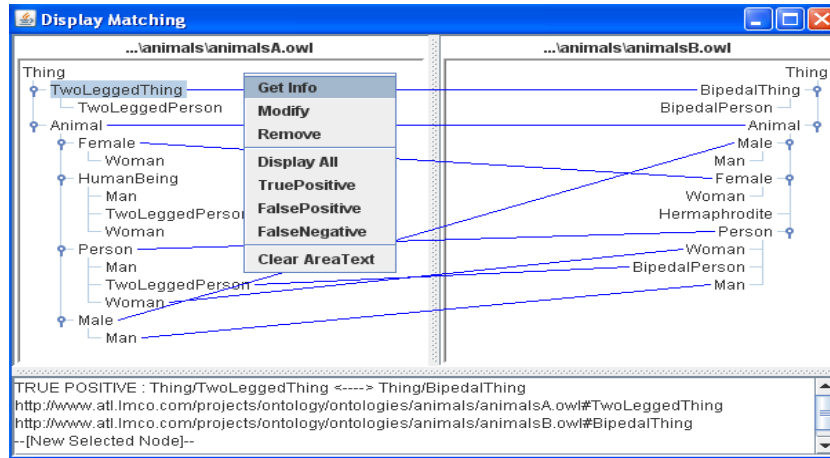 Display Matching
...\animals\animalsA.owl
...\animals\animalsB.owl
Thing
TwoLeggedThing
TwoLeggedPerson
Animal
Female
Woman
HumanBeing
Man
TwoLeggedPerso
Woman
Person
Man
TwoLeggedPerson
Woman
Male
Man
Get Info
Modify
Remove
Display All
TruePositive
FalsePositive
FalseNegative
Clear AreaText
Thing
BipedalThing
BipedalPerson
Animal
Male
Man
Female
Woman
Hermaphrodite
Person
Woman
BipedalPerson
Man
TRUE POSITIVE : Thing/TwoLeggedThing <----> Thing/BipedalThing
http://www.atl.lmco.com/projects/ontology/ontologies/animals/animalsA.owl#TwoLeggedThing
http://www.atl.lmco.com/projects/ontology/ontologies/animals/animalsB.owl#BipedalThing
--[New Selected Node]--